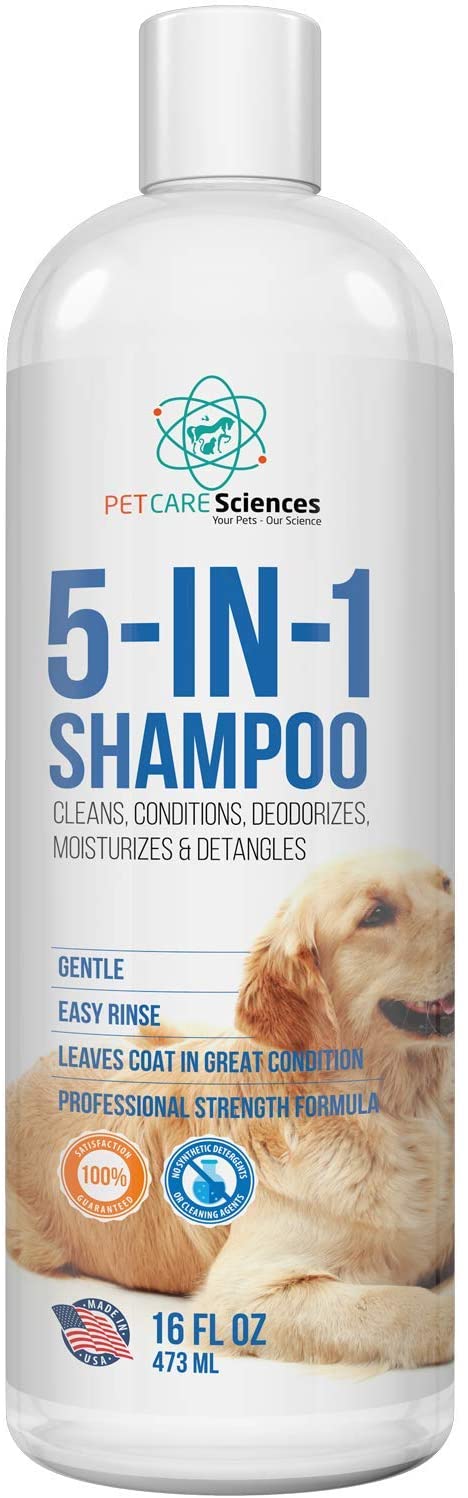 PETCARE Sciences
Your Pets - Our Science
5-IN-1
SHAMPOO
CLEANS, CONDITIONS, DEODORIZES,
MOISTURIZES & DETANGLES
GENTLE
EASY RINSE
LEAVES COAT IN GREAT CONDITION
PROFESSIONAL STRENGTH FORMULA
SATISFACTION
100%
GUARANTEED
NO SYNTHETIC DETERGENTS
OR CLEANING AGENTS
MADE IN
USA
16 FL OZ
473 ML